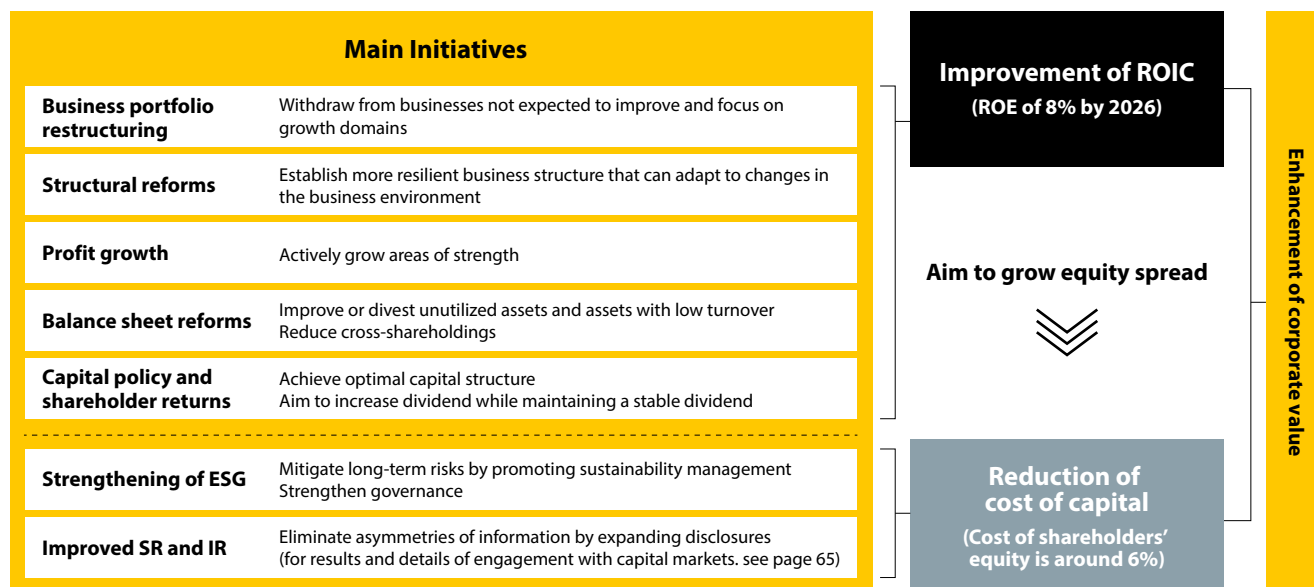 Main Initiatives
Business portfolio
restructuring
Withdraw from businesses not expected to improve and focus on
growth domains
Structural reforms
Establish more resilient business structure that can adapt to changes in
the business environment
Profit growth
Actively grow areas of strength
Balance sheet reforms
Improve or divest unutilized assets and assets with low turnover
Reduce cross-shareholdings
Capital policy and
shareholder returns
Achieve optimal capital structure
Aim to increase dividend while maintaining a stable dividend
Strengthening of ESG
Mitigate long-term risks by promoting sustainability management
Strengthen governance
Improved SR and IR
Eliminate asymmetries of information by expanding disclosures
(for results and details of engagement with capital markets. see page 65)
Improvement of ROIC
(ROE of 8% by 2026)
Aim to grow equity spread
Reduction of
cost of capital
(Cost of shareholders'
equity is around 6%)
Enhancement of corporate value